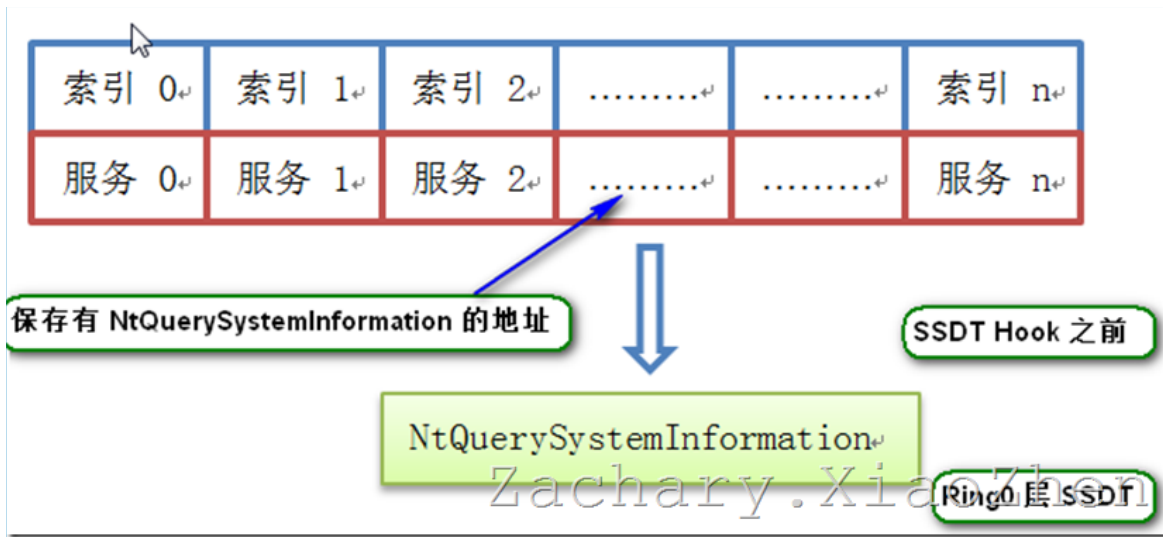 索引 0 索引 1 索引 2 ......... ......... 索引 n
服务 0 服务 1 服务 2 ......... ......... 服务 n
保存有 NtQuerySystemInformation 的地址
SSDT Hook 之前
NtQuerySystemInformation
Zachary.XiaoZhen
Ring0 层 SSDT